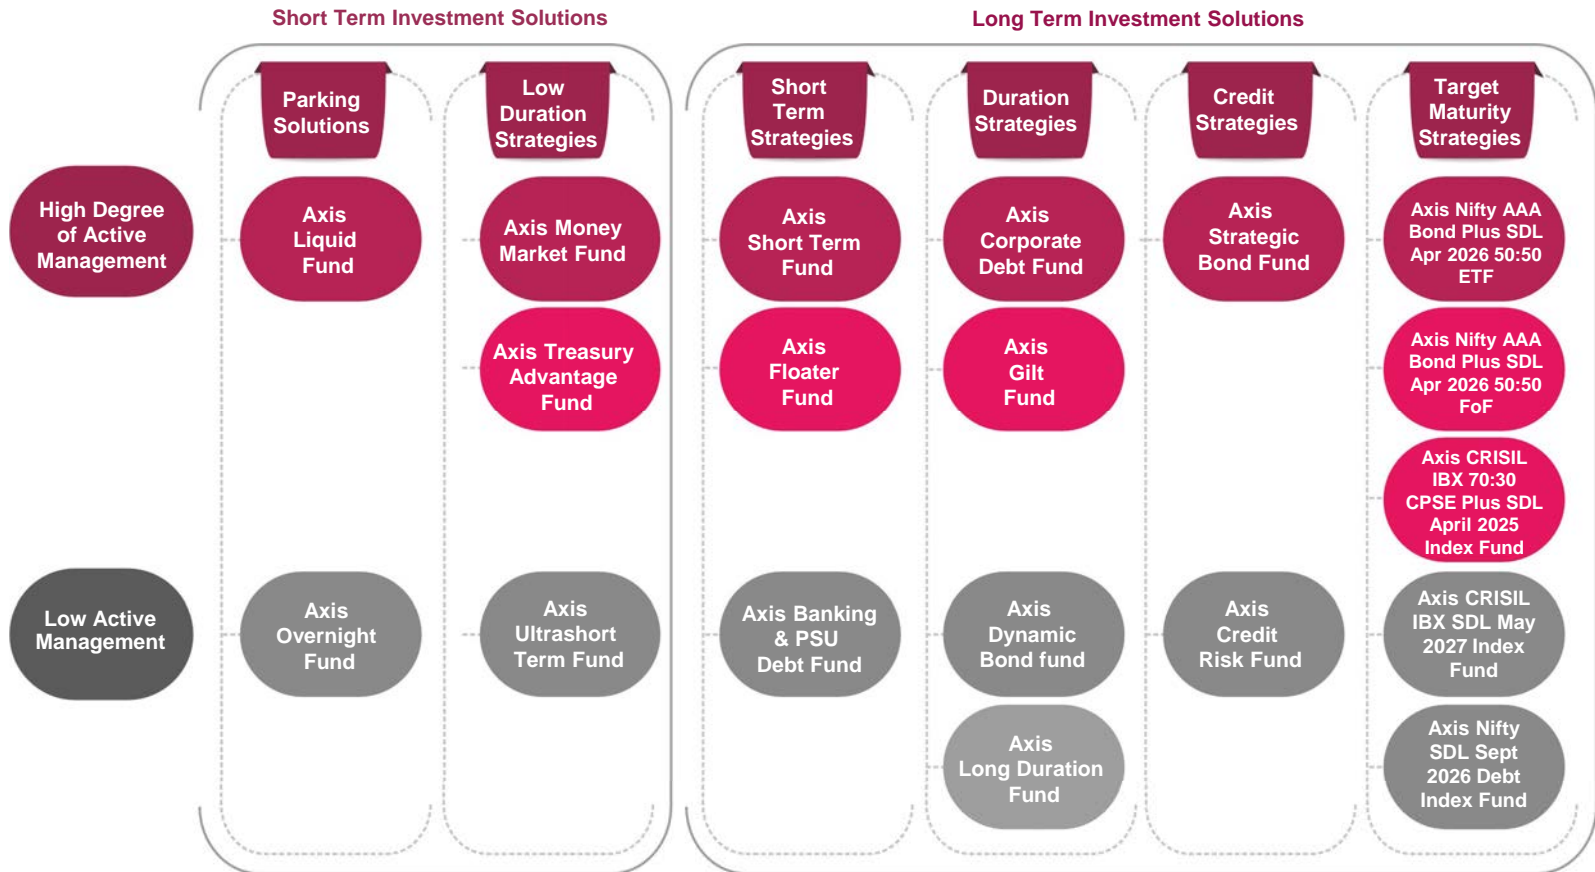 Short Term Investment Solutions
Long Term Investment Solutions
Parking
Solutions
Low
Duration
Strategies
Short
Term
Strategies
Duration
Strategies
Credit
Strategies
Target
Maturity
Strategies
High Degree
of Active
Management
Axis
Liquid
Fund
Axis Money
Market Fund
Axis
Short Term
Fund
Axis
Corporate
Debt Fund
Axis
Strategic
Bond Fund
Axis Nifty AAA
Bond Plus SDL
Apr 2026 50:50
ETF
Axis Treasury
Advantage
Fund
Axis
Floater
Fund
Axis
Gilt
Fund
Axis Nifty AAA
Bond Plus SDL
Apr 2026 50:50
FoF
Axis CRISIL
IBX 70:30
CPSE Plus SDL
April 2025
Index Fund
Low Active
Management
Axis
Overnight
Fund
Axis
Ultrashort
Term Fund
Axis Banking
& PSU
Debt Fund
Axis
Dynamic
Bond fund
Axis
Credit
Risk Fund
Axis CRISIL
IBX SDL May
2027 Index
Fund
Axis
Long Duration
Fund
Axis Nifty
SDL Sept
2026 Debt
Index Fund